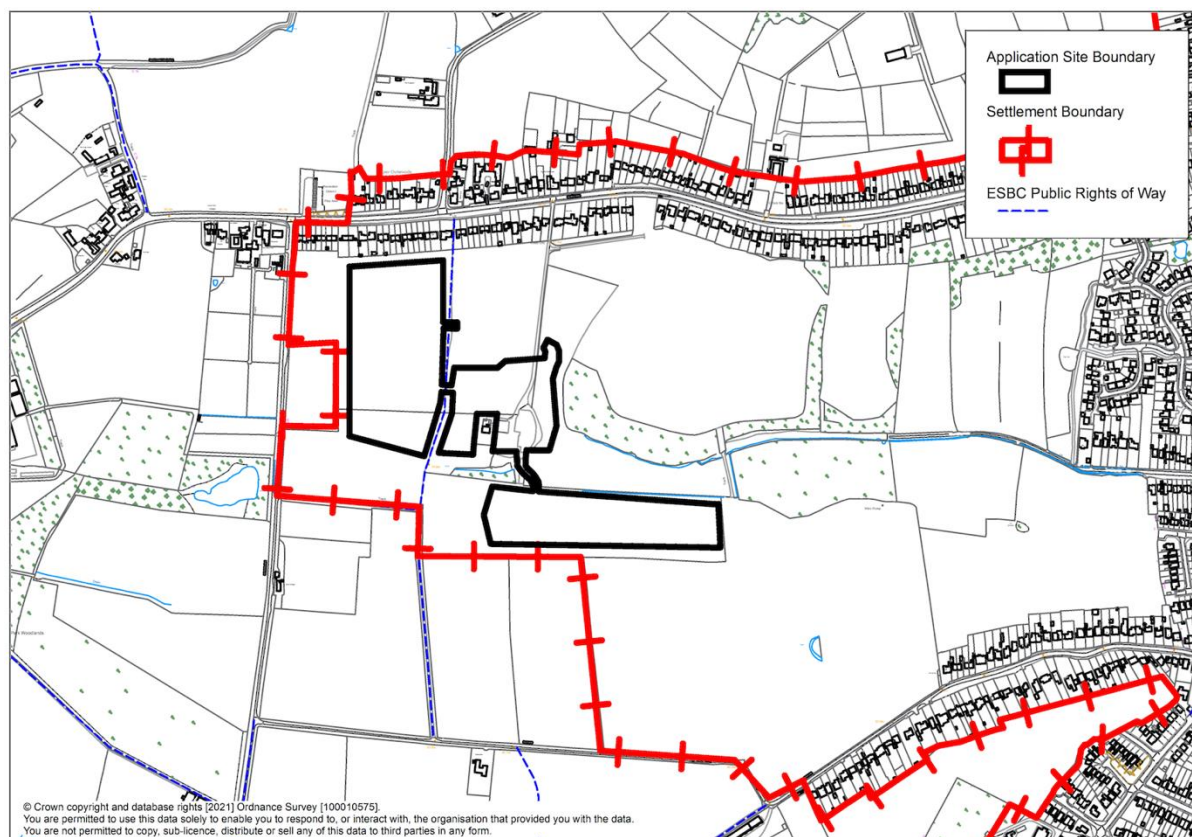 Application Site Boundary
Settlement Boundary
ESBC Public Rights of Way
© Crown copyright and database rights [2021] Ordnance Survey [100010575].
You are permitted to use this data solely to enable you to respond to, or interact with, the organisation that provided you with the data.
You are not permitted to copy, sub-licence, distribute or sell any of this data to third parties in any form.